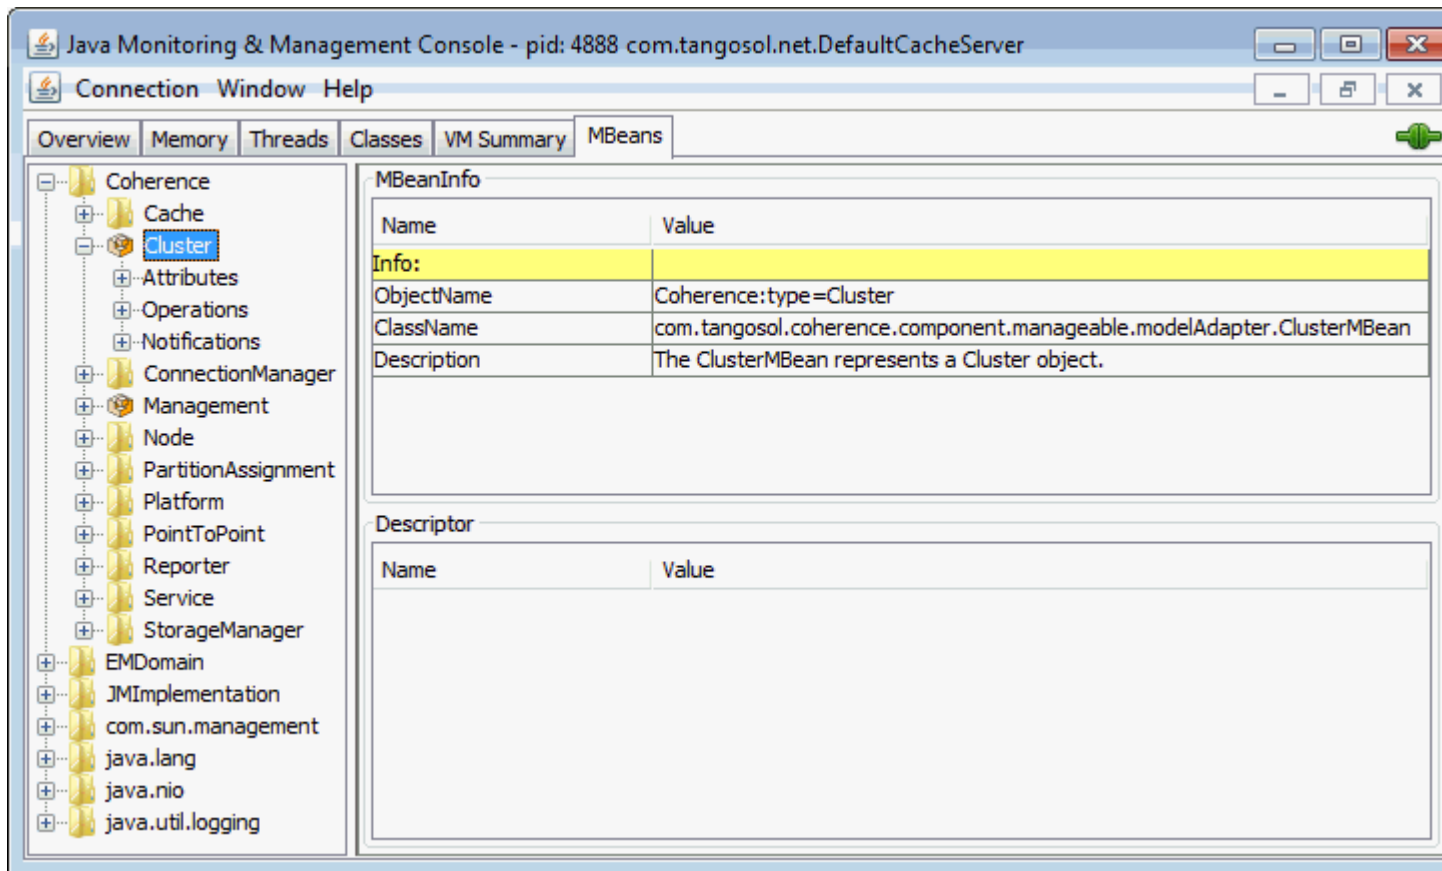 Java Monitoring & Management Console - pid: 4888 com.tangosol.net.DefaultCacheServer
Connection Window Help
Overview Memory Threads Classes VM Summary MBeans
Coherence
Cache
Cluster
Attributes
Operations
Notifications
ConnectionManager
Management
Node
PartitionAssignment
Platform
PointToPoint
Reporter
Service
StorageManager
EMDomain
JMImplementation
com.sun.management
java.lang
java.nio
java.util.logging
MBeanInfo
Name Value
Info:
ObjectName Coherence:type=Cluster
ClassName com.tangosol.coherence.component.manageable.modelAdapter.ClusterMBean
Description The ClusterMBean represents a Cluster object.
Descriptor
Name Value